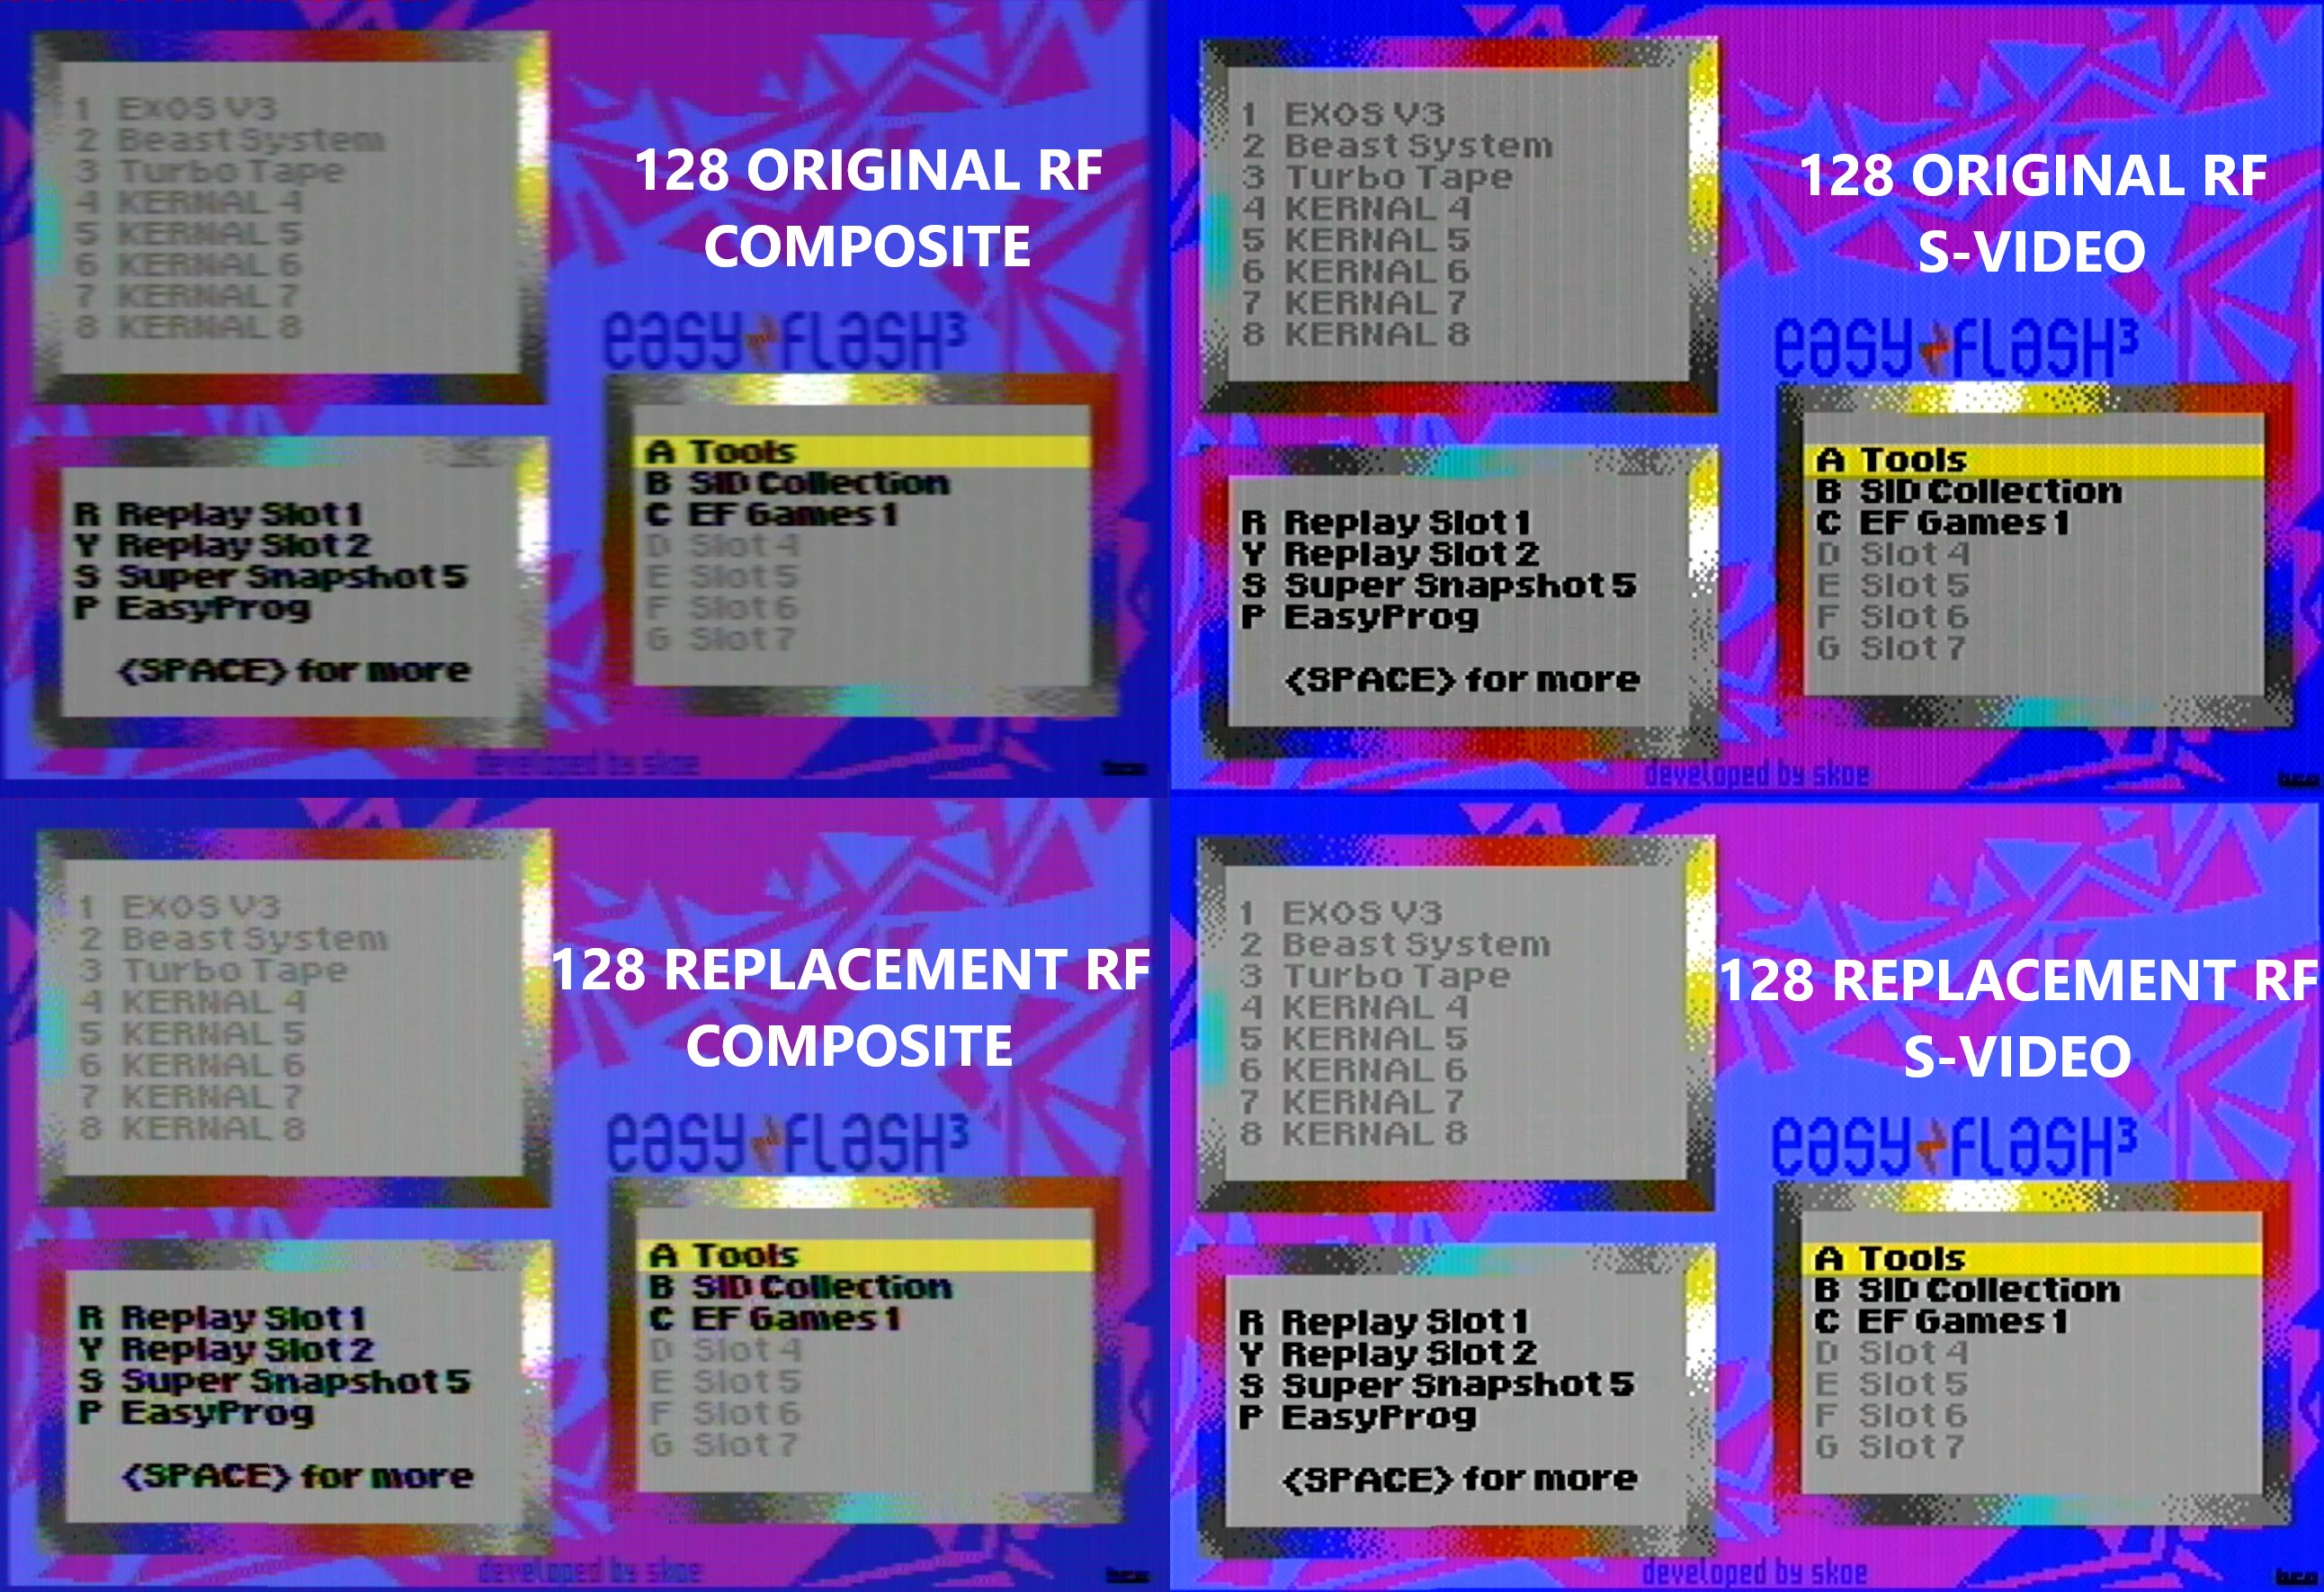 1 EXOS V3
2 Beast System
3 Turbo Tape
4 KERNAL 4
5 KERNAL 5
6 KERNAL 6
7 KERNAL 7
8 KERNAL 8
128 ORIGINAL RF
COMPOSITE
easy flash³
R Replay Slot 1
Y Replay Slot 2
S Super Snapshot 5
P EasyProg
<SPACE> for more
A Tools
B SID Collection
C EF Games 1
D Slot 4
E Slot 5
F Slot 6
G Slot 7
developed by skoe
1 EXOS V3
2 Beast System
3 Turbo Tape
4 KERNAL 4
5 KERNAL 5
6 KERNAL 6
7 KERNAL 7
8 KERNAL 8
128 ORIGINAL RF
S-VIDEO
easy flash³
R Replay Slot 1
Y Replay Slot 2
S Super Snapshot 5
P EasyProg
<SPACE> for more
A Tools
B SID Collection
C EF Games 1
D Slot 4
E Slot 5
F Slot 6
G Slot 7
developed by skoe
1 EXOS V3
2 Beast System
3 Turbo Tape
4 KERNAL 4
5 KERNAL 5
6 KERNAL 6
7 KERNAL 7
8 KERNAL 8
128 REPLACEMENT RF
COMPOSITE
easy flash³
R Replay Slot 1
Y Replay Slot 2
S Super Snapshot 5
P EasyProg
<SPACE> for more
A Tools
B SID Collection
C EF Games 1
D Slot 4
E Slot 5
F Slot 6
G Slot 7
developed by skoe
1 EXOS V3
2 Beast System
3 Turbo Tape
4 KERNAL 4
5 KERNAL 5
6 KERNAL 6
7 KERNAL 7
8 KERNAL 8
128 REPLACEMENT RF
S-VIDEO
easy flash³
R Replay Slot 1
Y Replay Slot 2
S Super Snapshot 5
P EasyProg
<SPACE> for more
A Tools
B SID Collection
C EF Games 1
D Slot 4
E Slot 5
F Slot 6
G Slot 7
developed by skoe